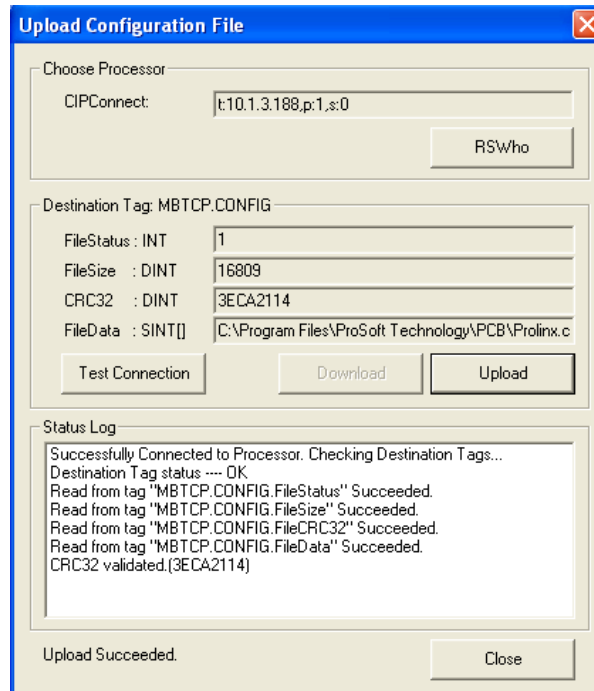 Upload Configuration File
Choose Processor
CIPConnect: t:10.1.3.188,p:1,s:0
RSWho
Destination Tag: MBTCP.CONFIG
FileStatus : INT 1
FileSize : DINT 16809
CRC32 : DINT 3ECA2114
FileData : SINT[] C:\Program Files\ProSoft Technology\PCB\Prolinx.c
Test Connection Download Upload
Status Log
Successfully Connected to Processor. Checking Destination Tags...
Destination Tag status ---- OK
Read from tag "MBTCP.CONFIG.FileStatus" Succeeded.
Read from tag "MBTCP.CONFIG.FileSize" Succeeded.
Read from tag "MBTCP.CONFIG.FileCRC32" Succeeded.
Read from tag "MBTCP.CONFIG.FileData" Succeeded.
CRC32 validated.(3ECA2114)
Upload Succeeded. Close